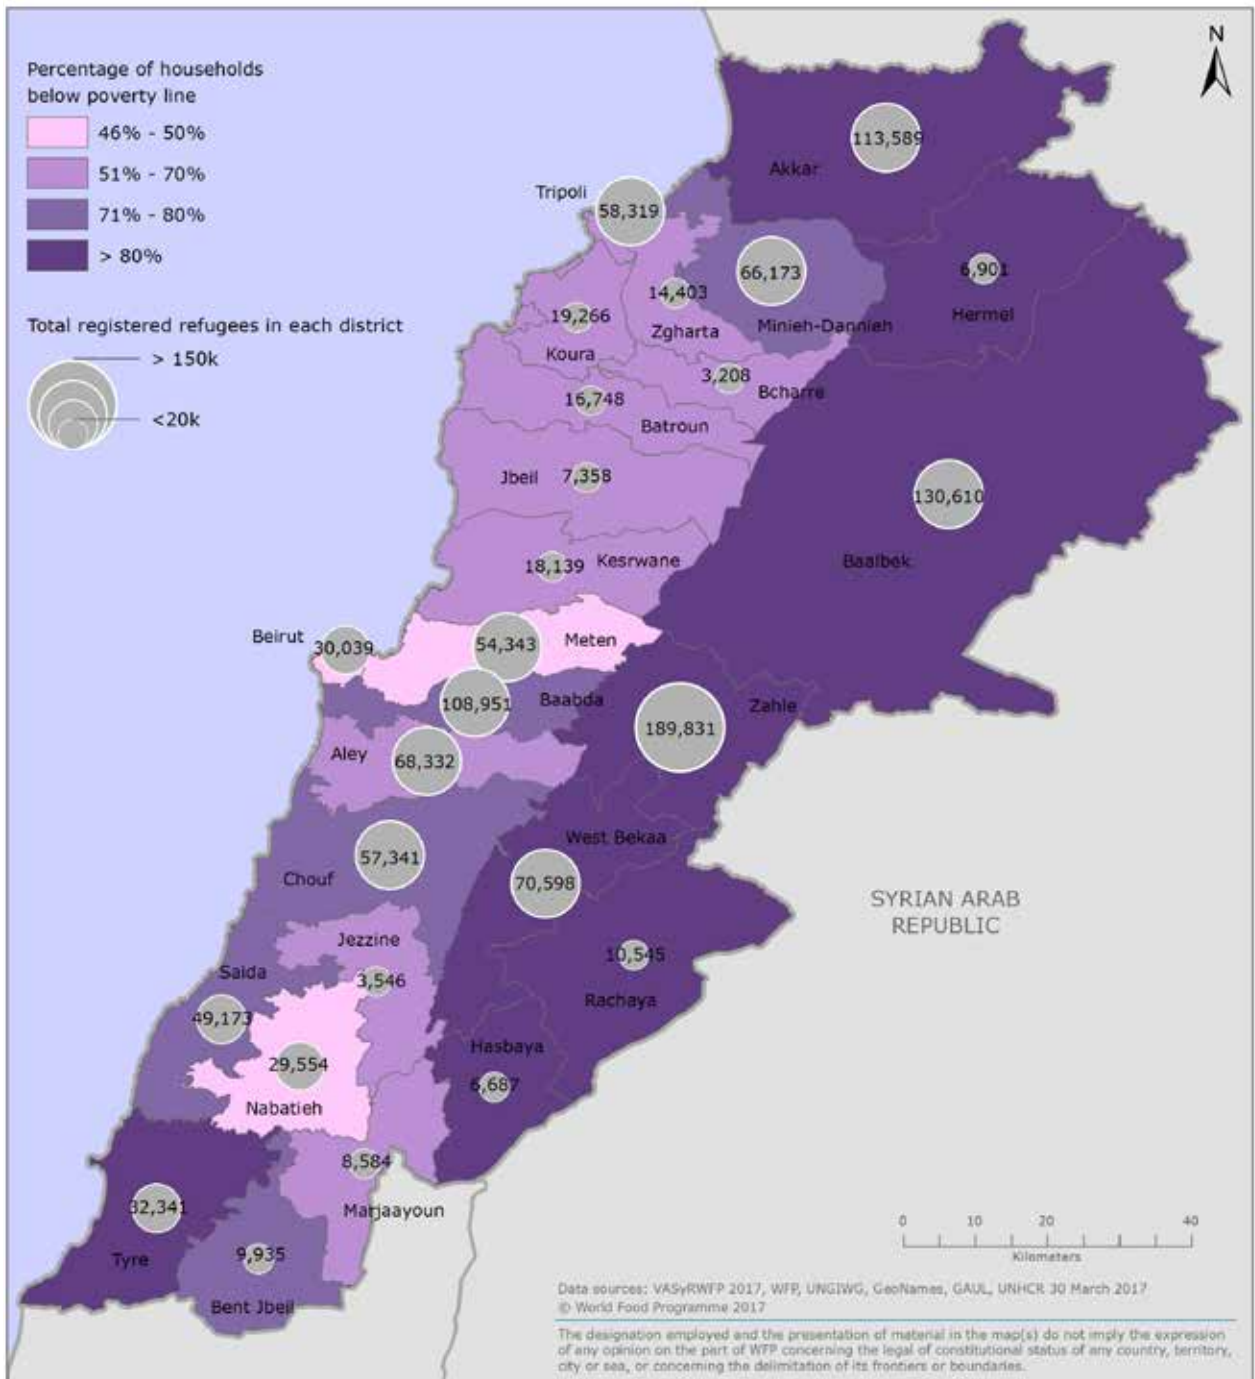 Percentage of households
below poverty line
46% - 50%
51% - 70%
71% - 80%
> 80%
Total registered refugees in each district
> 150k
<20k
N
113,589
Akkar
Tripoli
58,319
66,173
6,901
14,403
19,266
Hermel
Zgharta
Minieh-Dannieh
Koura
3,208
Bcharre
16,748
Batroun
Jbeil
7,358
130,610
18,139
Kesrwane
Baalbek
Beirut
30,039
54,343
Meten
108,951
Baabda
Zahle
189,831
Aley
68,332
West Bekaa
57,341
Chouf
70,598
SYRIAN ARAB
REPUBLIC
Jezzine
10,545
Saida
3,546
Rachaya
49,173
Hasbaya
29,554
6,687
Nabatieh
8,584
32,341
Marjaayoun
9,935
Tyre
Bent Jbeil
0 10 20 40
Kilometers
Data sources: VASyRWFP 2017, WFP, UNGIWG, GeoNames, GAUL, UNHCR 30 March 2017
© World Food Programme 2017
The designation employed and the presentation of material in the map(s) do not imply the expression
of any opinion on the part of WFP concerning the legal of constitutional status of any country, territory,
city or sea, or concerning the delimitation of its frontiers or boundaries.